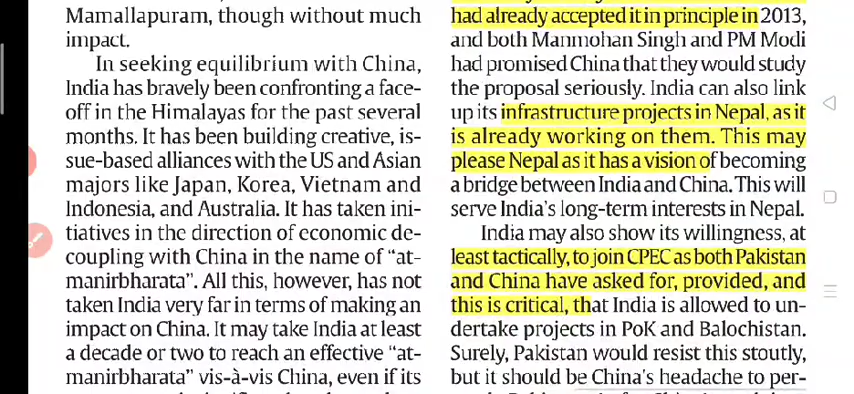 Mamallapuram, though without much
impact.
In seeking equilibrium with China,
India has bravely been confronting a face-
off in the Himalayas for the past several
months. It has been building creative, is-
sue-based alliances with the US and Asian
majors like Japan, Korea, Vietnam and
Indonesia, and Australia. It has taken ini-
tiatives in the direction of economic de-
coupling with China in the name of “at-
manirbharata”. All this, however, has not
taken India very far in terms of making an
impact on China. It may take India at least
a decade or two to reach an effective “at-
manirbharata” vis-à-vis China, even if its
had already accepted it in principle in 2013,
and both Manmohan Singh and PM Modi
had promised China that they would study
the proposal seriously. India can also link
up its infrastructure projects in Nepal, as it
is already working on them. This may
please Nepal as it has a vision of becoming
a bridge between India and China. This will
serve India’s long-term interests in Nepal.
India may also show its willingness, at
least tactically, to join CPEC as both Pakistan
and China have asked for, provided, and
this is critical, that India is allowed to un-
dertake projects in PoK and Balochistan.
Surely, Pakistan would resist this stoutly,
but it should be China’s headache to per-